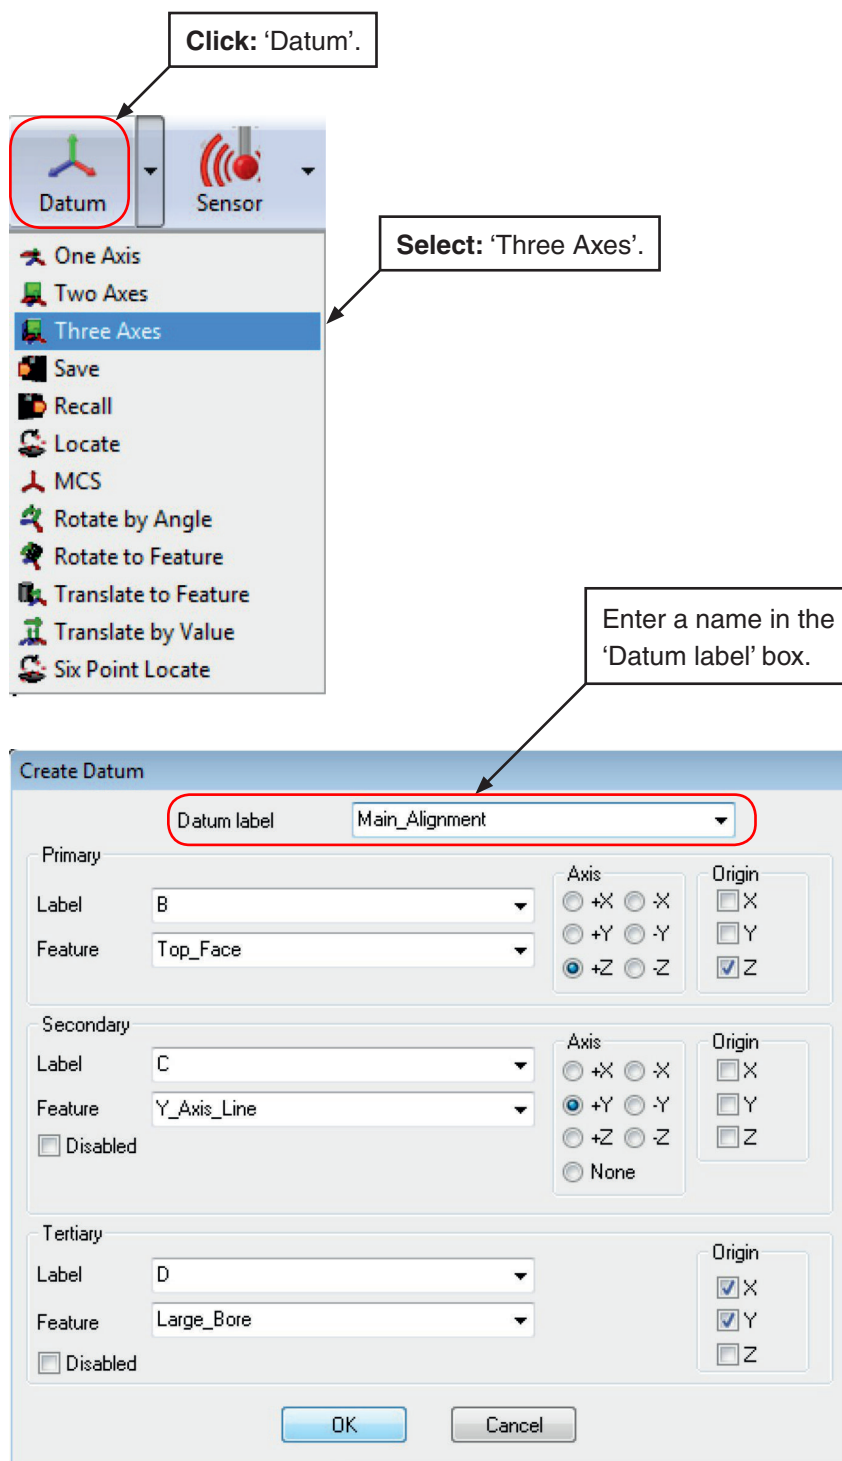 Click: ‘Datum’.
Datum
Sensor
Select: ‘Three Axes’.
One Axis
Two Axes
Three Axes
Save
Recall
Locate
MCS
Rotate by Angle
Rotate to Feature
Translate to Feature
Translate by Value
Six Point Locate
Enter a name in the
‘Datum label’ box.
Create Datum
Datum label
Main_Alignment
Primary
Label
B
Feature
Top_Face
Axis
+X -X
+Y -Y
+Z -Z
Origin
X
Y
Z
Secondary
Label
C
Feature
Y_Axis_Line
Disabled
Axis
+X -X
+Y -Y
+Z -Z
None
Origin
X
Y
Z
Tertiary
Label
D
Feature
Large_Bore
Disabled
Origin
X
Y
Z
OK
Cancel